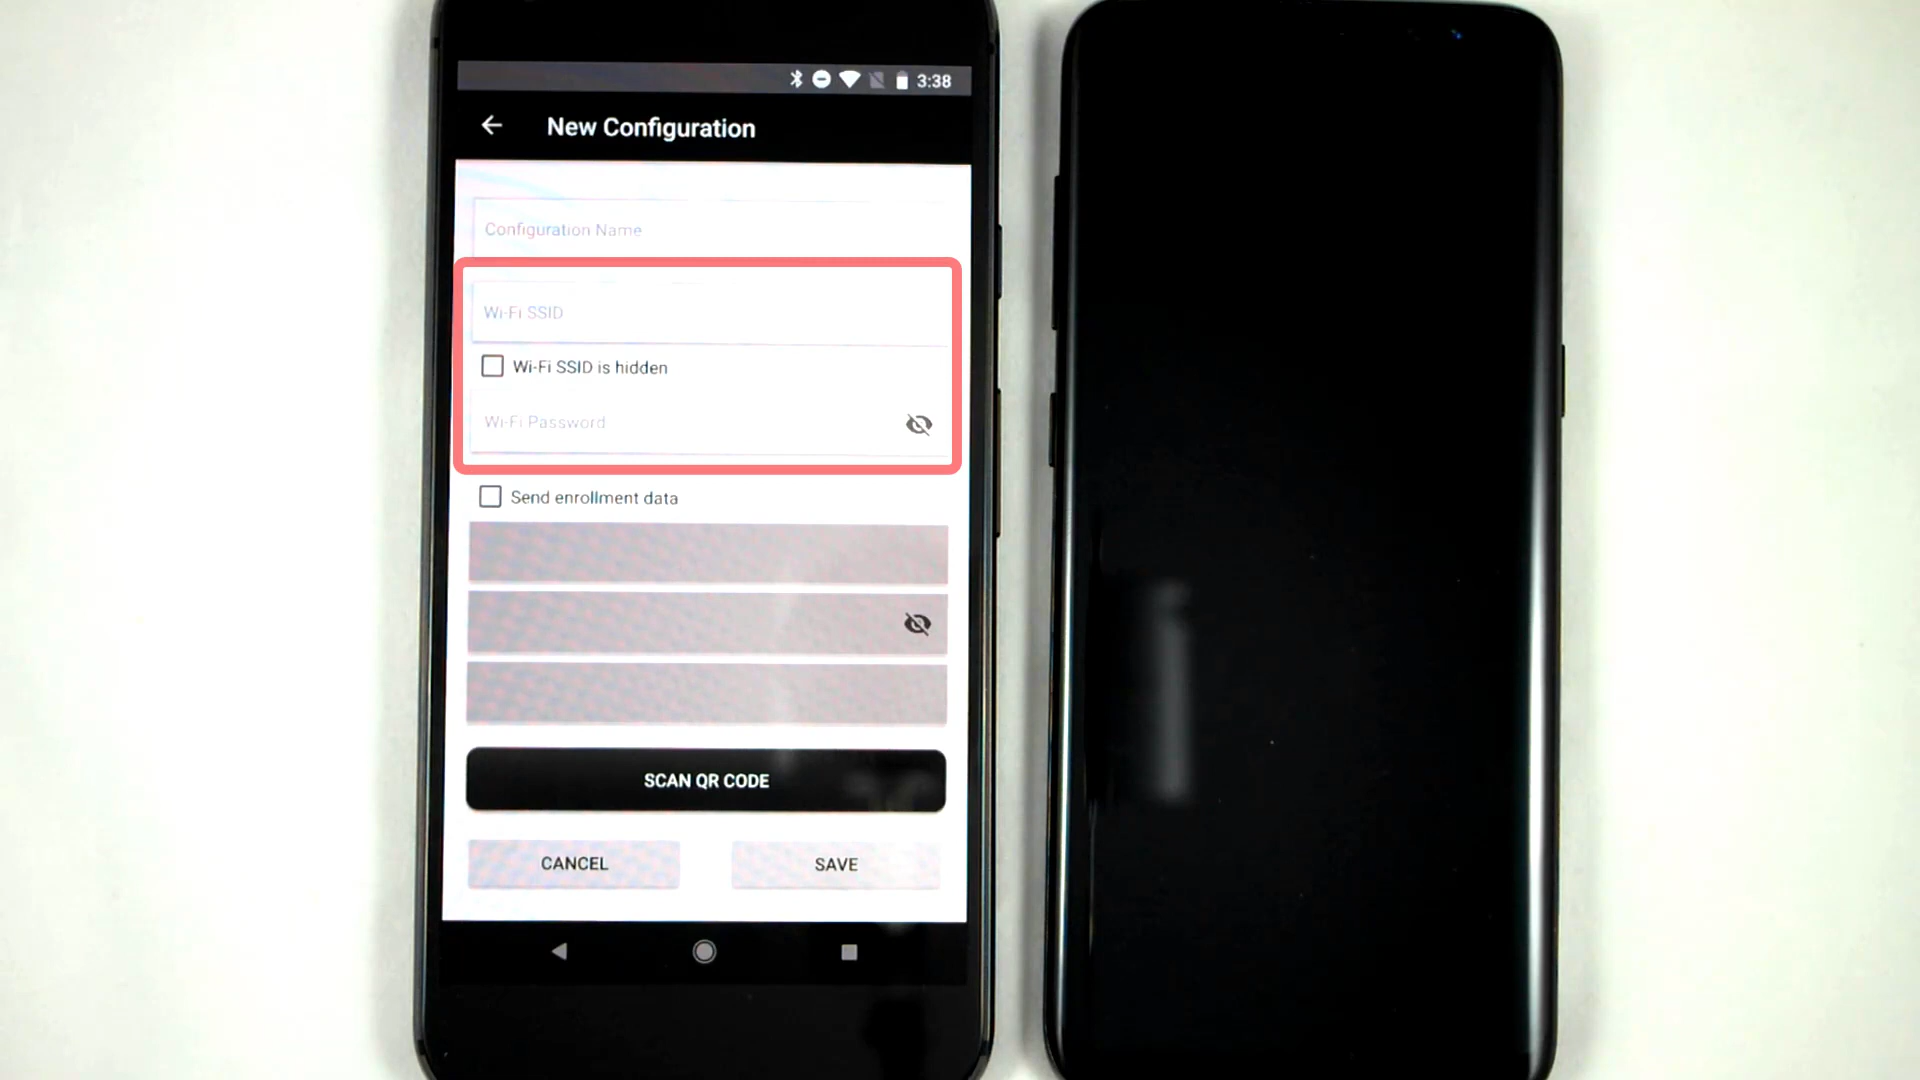 3:38
New Configuration
Configuration Name
Wi-Fi SSID
Wi-Fi SSID is hidden
Wi-Fi Password
Send enrollment data
SCAN QR CODE
CANCEL
SAVE